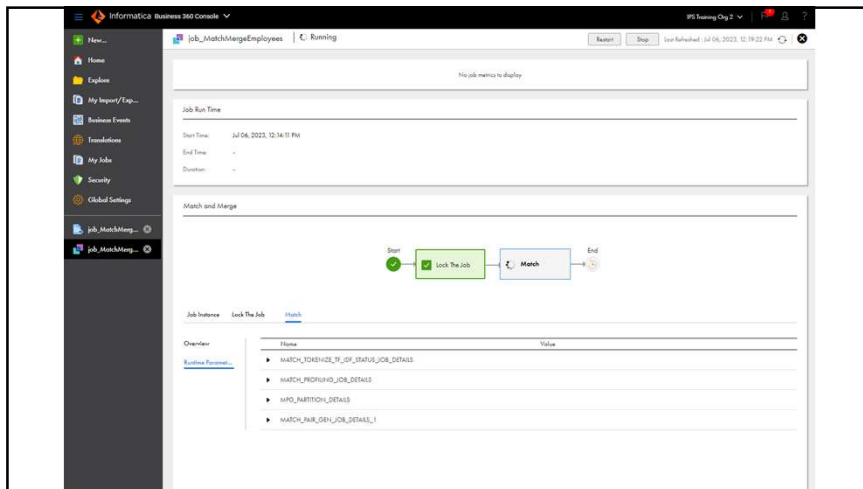 Informatica Business 360 Console
IPS Training Org 2
?
New...
Home
Explore
My Import/Exp...
Business Events
Translations
My Jobs
Security
Global Settings
job_MatchMerg...
job_MatchMerg...
job_MatchMergeEmployees Running
Restart Stop Last Refreshed : Jul 06, 2023, 12:19:22 PM
No job metrics to display
Job Run Time
Start Time: Jul 06, 2023, 12:14:11 PM
End Time: -
Duration: -
Match and Merge
Start End
Lock The Job Match
Job Instance Lock The Job Match
Overview
Runtime Paramet...
Name Value
MATCH_TOKENIZE_TF_IDF_STATUS_JOB_DETAILS
MATCH_PROFILING_JOB_DETAILS
MPG_PARTITION_DETAILS
MATCH_PAIR_GEN_JOB_DETAILS_1